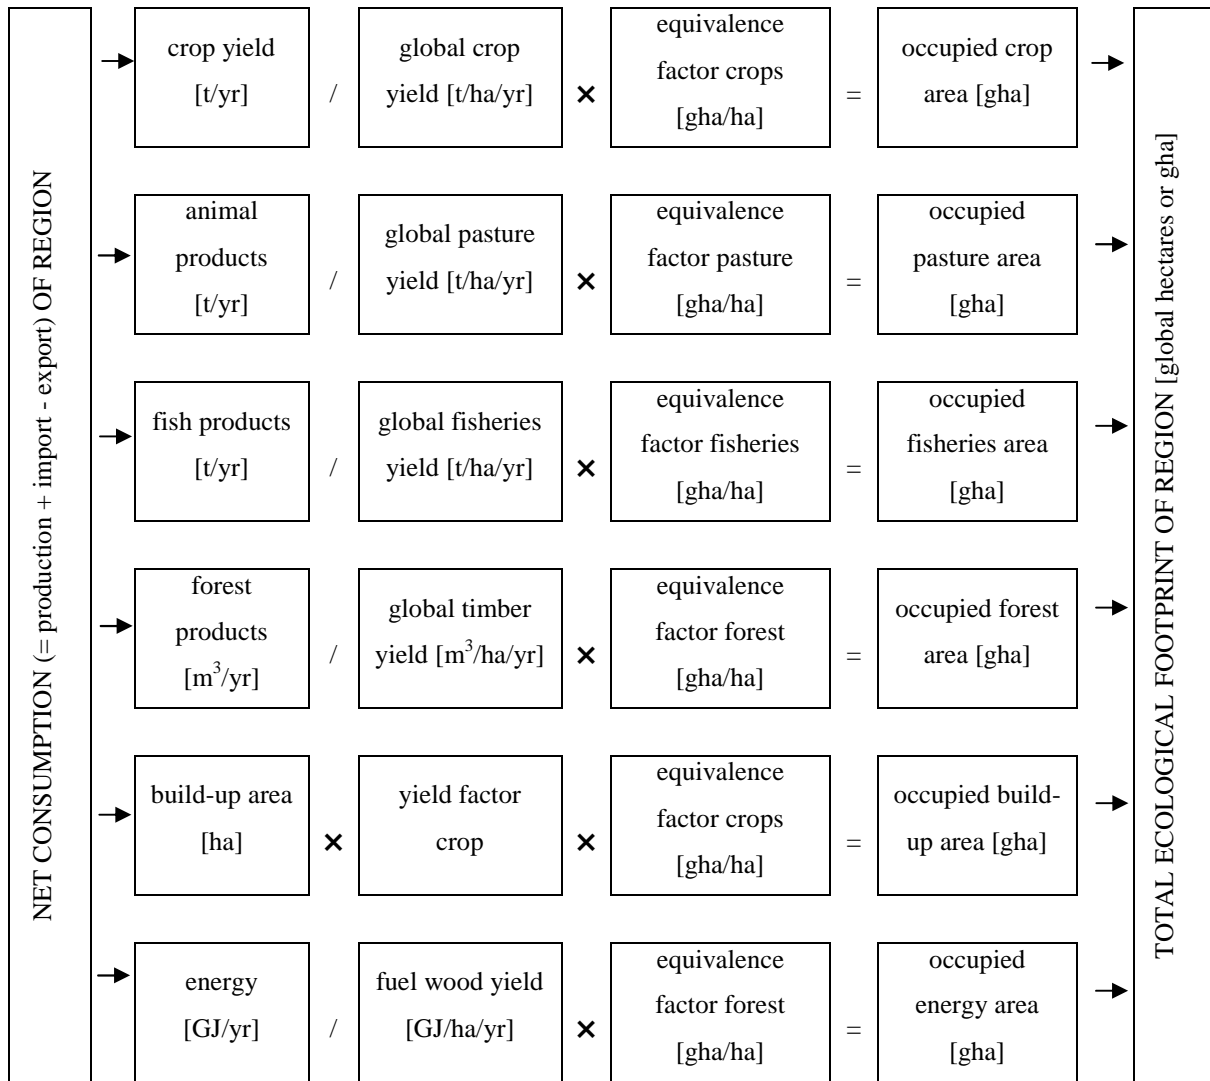 NET CONSUMPTION (= production + import - export) OF REGION
crop yield
[t/yr]
/
global crop
yield [t/ha/yr]
×
equivalence
factor crops
[gha/ha]
=
occupied crop
area [gha]
animal
products
[t/yr]
/
global pasture
yield [t/ha/yr]
×
equivalence
factor pasture
[gha/ha]
=
occupied
pasture area
[gha]
fish products
[t/yr]
/
global fisheries
yield [t/ha/yr]
×
equivalence
factor fisheries
[gha/ha]
=
occupied
fisheries area
[gha]
forest
products
[m³/yr]
/
global timber
yield [m³/ha/yr]
×
equivalence
factor forest
[gha/ha]
=
occupied forest
area [gha]
build-up area
[ha]
×
yield factor
crop
×
equivalence
factor crops
[gha/ha]
=
occupied build-
up area [gha]
energy
[GJ/yr]
/
fuel wood yield
[GJ/ha/yr]
×
equivalence
factor forest
[gha/ha]
=
occupied
energy area
[gha]
TOTAL ECOLOGICAL FOOTPRINT OF REGION [global hectares or gha]